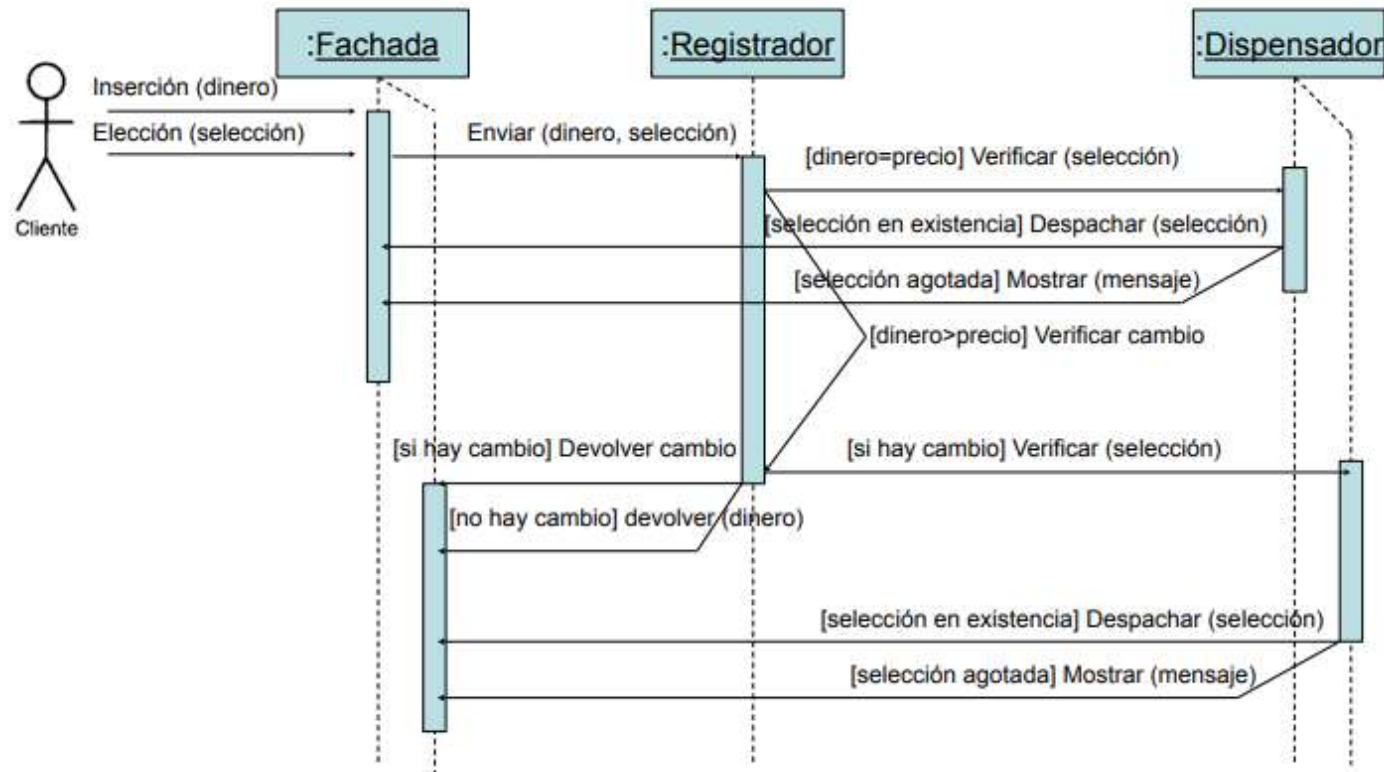 :Fachada
:Registrador
:Dispensador
Inserción (dinero)
Elección (selección)
Enviar (dinero, selección)
[dinero=precio] Verificar (selección)
Cliente
[selección en existencia] Despachar (selección)
[selección agotada] Mostrar (mensaje)
[dinero>precio] Verificar cambio
[si hay cambio] Devolver cambio
[si hay cambio] Verificar (selección)
[no hay cambio] devolver (dinero)
[selección en existencia] Despachar (selección)
[selección agotada] Mostrar (mensaje)